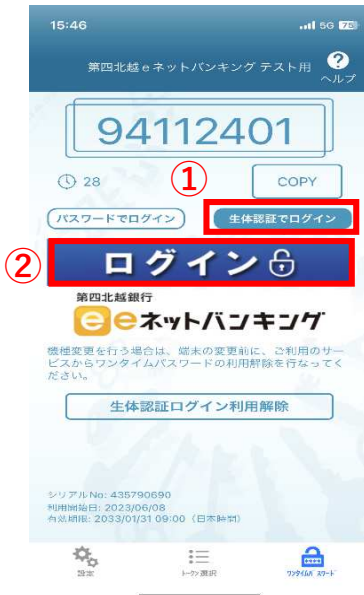 15:46 5G 75
第四北越eネットバンキング テスト用 ? ヘルプ
94112401
28 ① COPY
パスワードでログイン 生体認証でログイン
② ログイン
第四北越銀行
eネットバンキング
機種変更を行う場合は、端末の変更前に、ご利用のサー
ビスからワンタイムパスワードの利用解除を行なってく
ださい。
生体認証ログイン利用解除
シリアルNo: 435790690
利用開始日: 2023/06/08
有効期限: 2033/01/31 09:00（日本時間）
設定 トークン選択 ワンタイムパスワード